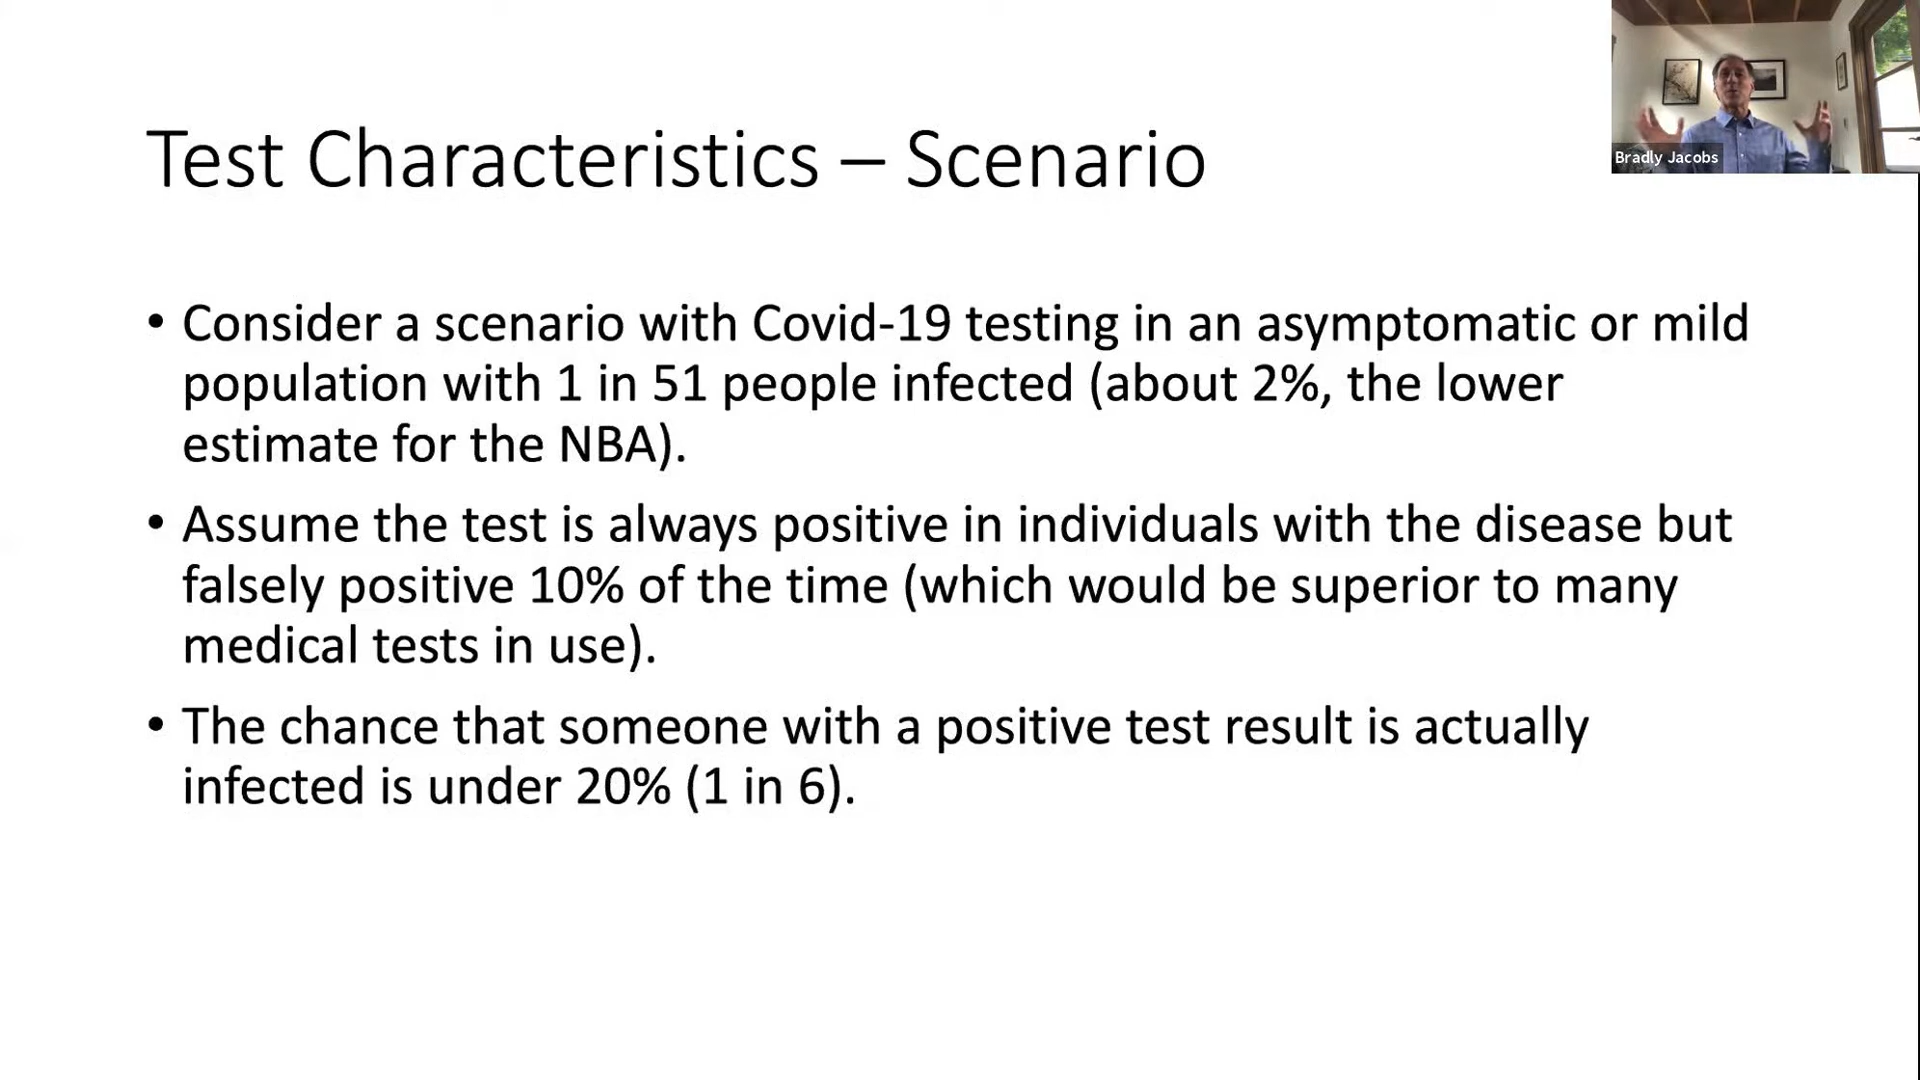 Bradly Jacobs
Test Characteristics – Scenario
• Consider a scenario with Covid-19 testing in an asymptomatic or mild
population with 1 in 51 people infected (about 2%, the lower
estimate for the NBA).
• Assume the test is always positive in individuals with the disease but
falsely positive 10% of the time (which would be superior to many
medical tests in use).
• The chance that someone with a positive test result is actually
infected is under 20% (1 in 6).